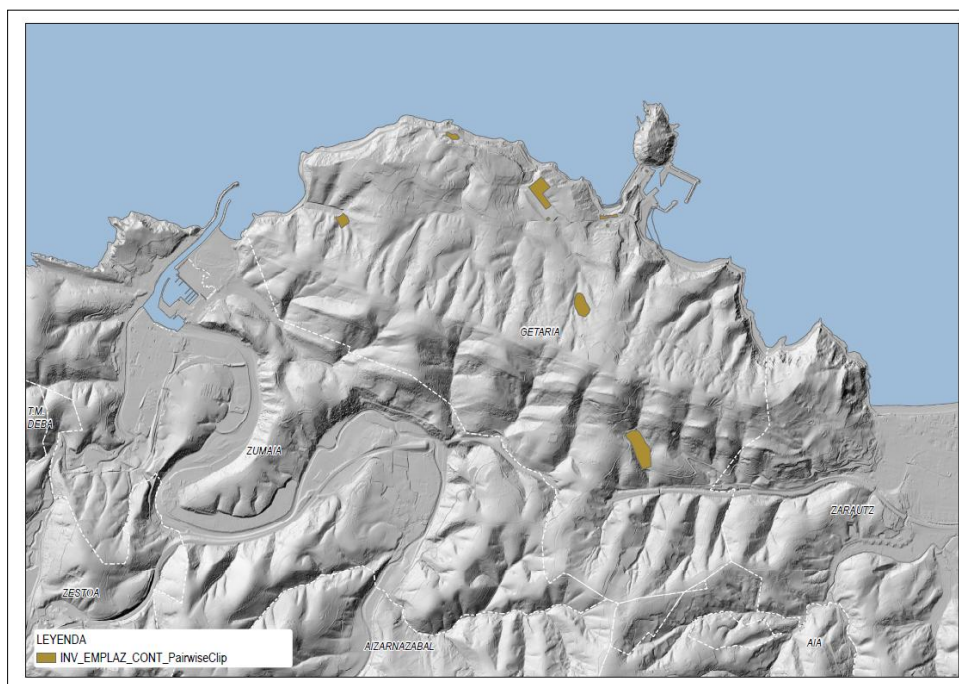 GETARIA
T.M.
DEBA
ZUMAIA
ZARAUTZ
ZESTOA
AIZARNAZABAL
AIA
LEYENDA
INV_EMPLAZ_CONT_PairwiseClip